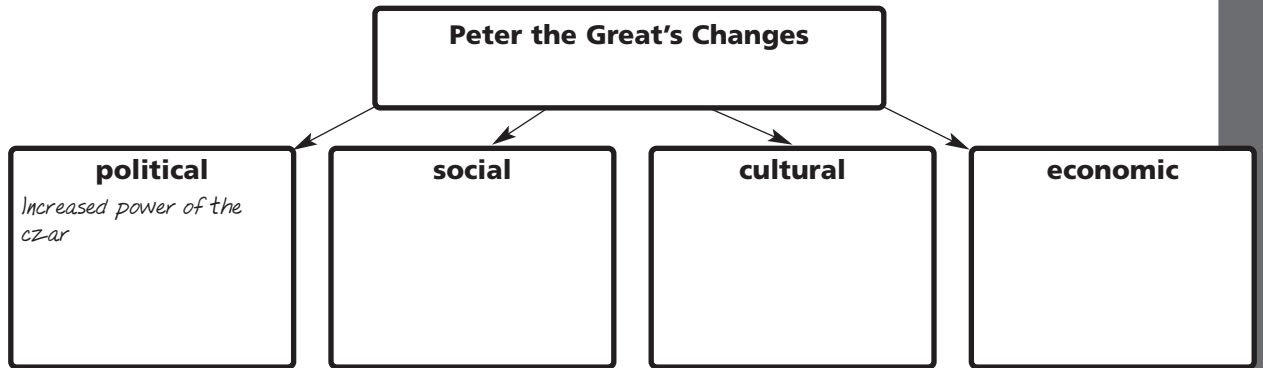 Peter the Great's Changes
political
Increased power of the
czar
social
cultural
economic